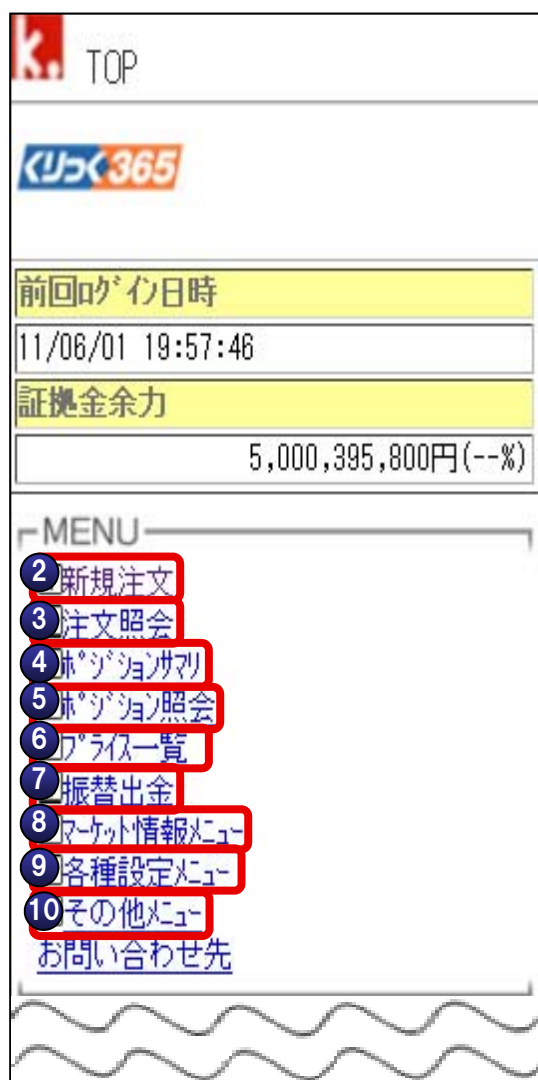 k. TOP
くりっく365
前回ﾛｸﾞｲﾝ日時
11/06/01 19:57:46
証拠金余力
5,000,395,800円(--%)
MENU
2 新規注文
3 注文照会
4 ﾎﾟｼﾞｼｮﾝｻﾏﾘ
5 ﾎﾟｼﾞｼｮﾝ照会
6 ﾌﾟﾗｲｽ一覧
7 振替出金
8 ﾏｰｹｯﾄ情報ﾒﾆｭｰ
9 各種設定ﾒﾆｭｰ
10 その他ﾒﾆｭｰ
お問い合わせ先